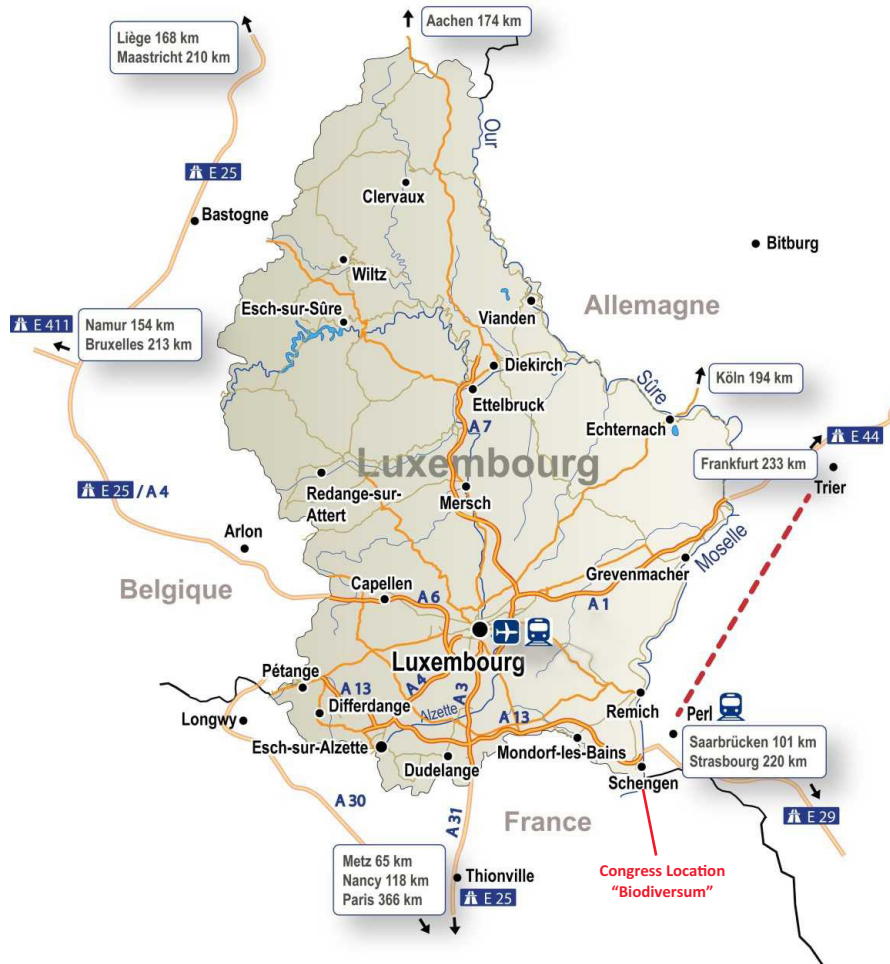 Aachen 174 km
Liège 168 km
Maastricht 210 km
Our
E 25
Clervaux
Bastogne
Bitburg
Wiltz
Allemagne
Esch-sur-Sûre
Vianden
E 411
Namur 154 km
Bruxelles 213 km
Diekirch
Sûre
Köln 194 km
Ettelbruck
A 7
Echternach
E 44
Luxembourg
Frankfurt 233 km
Trier
E 25 / A 4
Redange-sur-
Attert
Mersch
Arlon
Moselle
Grevenmacher
Belgique
Capellen
A 6
A 1
Luxembourg
Pétange
A 13
A 4
A 3
Differdange
Alzette
A 13
Remich
Perl
Longwy
Esch-sur-Alzette
Mondorf-les-Bains
Saarbrücken 101 km
Strasbourg 220 km
Dudelange
Schengen
A 30
A 31
France
E 29
Metz 65 km
Nancy 118 km
Paris 366 km
Thionville
E 25
Congress Location
“Biodiversum”